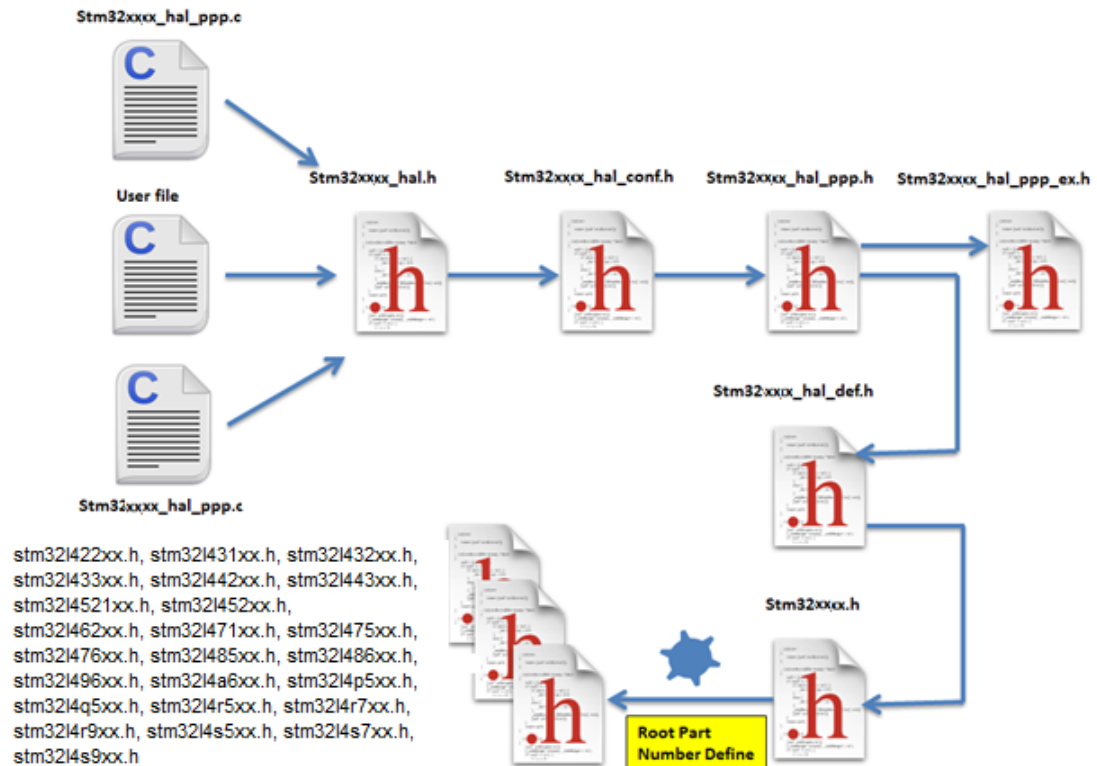 Stm32xxxx_hal_ppp.c
C
User file
Stm32xxxx_hal.h
Stm32xxxx_hal_conf.h
Stm32xxxx_hal_ppp.h
Stm32xxxx_hal_ppp_ex.h
C
.h
.h
.h
.h
C
Stm32xxxx_hal_def.h
.h
Stm32xxxx_hal_ppp.c
stm32l422xx.h, stm32l431xx.h, stm32l432xx.h,
stm32l433xx.h, stm32l442xx.h, stm32l443xx.h,
stm32l4521xx.h, stm32l452xx.h,
stm32l462xx.h, stm32l471xx.h, stm32l475xx.h,
stm32l476xx.h, stm32l485xx.h, stm32l486xx.h,
stm32l496xx.h, stm32l4a6xx.h, stm32l4p5xx.h,
stm32l4q5xx.h, stm32l4r5xx.h, stm32l4r7xx.h,
stm32l4r9xx.h, stm32l4s5xx.h, stm32l4s7xx.h,
stm32l4s9xx.h
.h
Stm32xxxx.h
.h
Root Part
Number Define